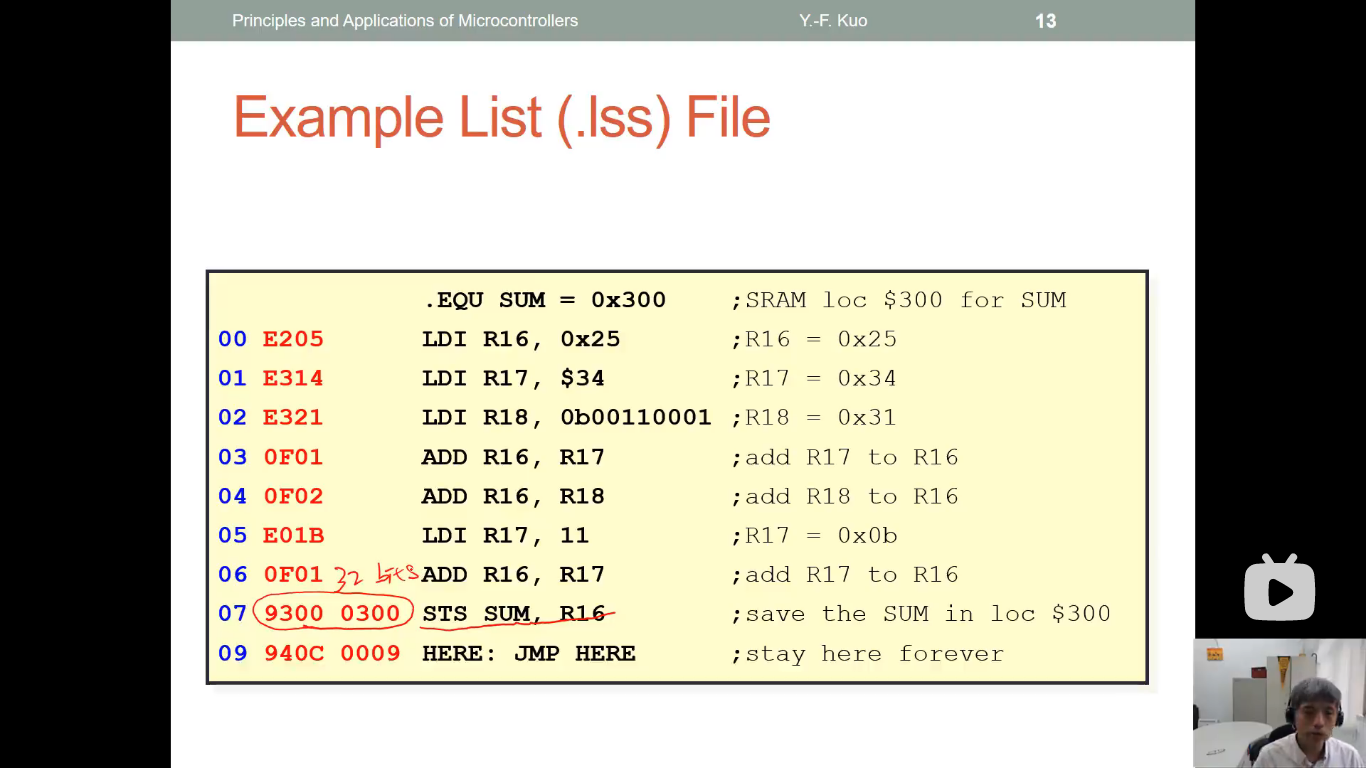 Principles and Applications of Microcontrollers Y.-F. Kuo 13
Example List (.lss) File
.EQU SUM = 0x300 ;SRAM loc $300 for SUM
00 E205 LDI R16, 0x25 ;R16 = 0x25
01 E314 LDI R17, $34 ;R17 = 0x34
02 E321 LDI R18, 0b00110001 ;R18 = 0x31
03 0F01 ADD R16, R17 ;add R17 to R16
04 0F02 ADD R16, R18 ;add R18 to R16
05 E01B LDI R17, 11 ;R17 = 0x0b
06 0F01 32 bits ADD R16, R17 ;add R17 to R16
07 9300 0300 STS SUM, R16 ;save the SUM in loc $300
09 940C 0009 HERE: JMP HERE ;stay here forever